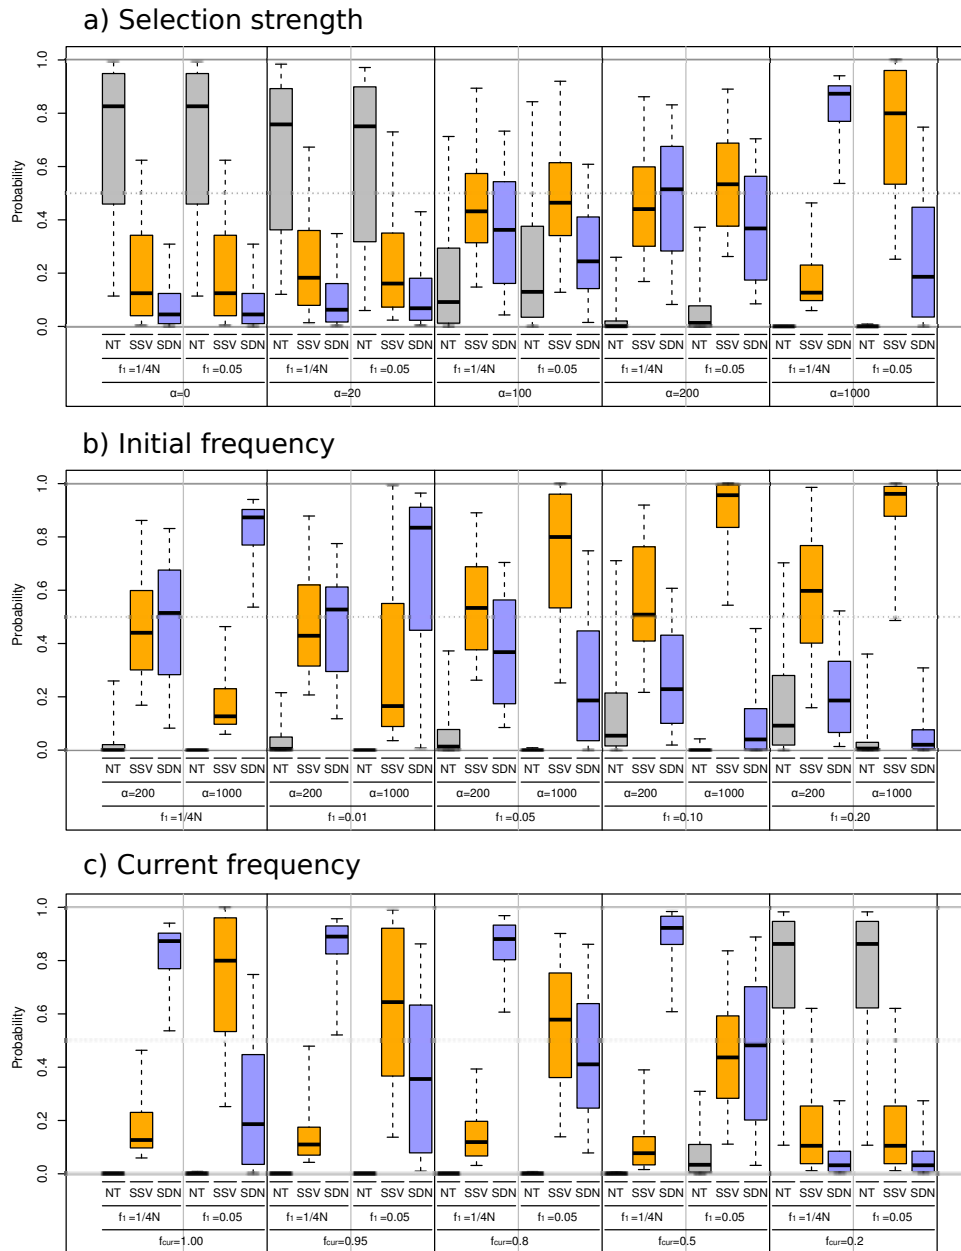 a) Selection strength
1.0
0.8
0.6
0.4
0.2
0.0
Probability
NT SSV SDN NT SSV SDN NT SSV SDN NT SSV SDN NT SSV SDN NT SSV SDN NT SSV SDN NT SSV SDN NT SSV SDN NT SSV SDN
f₁=1/4N f₁=0.05 f₁=1/4N f₁=0.05 f₁=1/4N f₁=0.05 f₁=1/4N f₁=0.05 f₁=1/4N f₁=0.05
α=0 α=20 α=100 α=200 α=1000
b) Initial frequency
1.0
0.8
0.6
0.4
0.2
0.0
Probability
NT SSV SDN NT SSV SDN NT SSV SDN NT SSV SDN NT SSV SDN NT SSV SDN NT SSV SDN NT SSV SDN NT SSV SDN NT SSV SDN
α=200 α=1000 α=200 α=1000 α=200 α=1000 α=200 α=1000 α=200 α=1000
f₁=1/4N f₁=0.01 f₁=0.05 f₁=0.10 f₁=0.20
c) Current frequency
1.0
0.8
0.6
0.4
0.2
0.0
Probability
NT SSV SDN NT SSV SDN NT SSV SDN NT SSV SDN NT SSV SDN NT SSV SDN NT SSV SDN NT SSV SDN NT SSV SDN NT SSV SDN
f₁=1/4N f₁=0.05 f₁=1/4N f₁=0.05 f₁=1/4N f₁=0.05 f₁=1/4N f₁=0.05 f₁=1/4N f₁=0.05
fcur=1.00 fcur=0.95 fcur=0.8 fcur=0.5 fcur=0.2